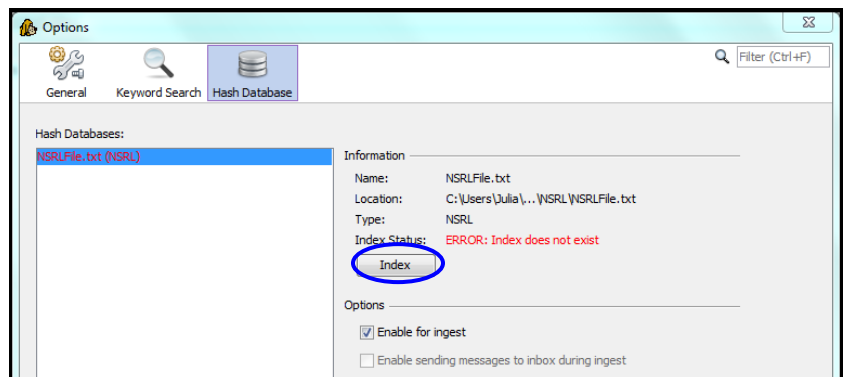 Options
Filter (Ctrl+F)
General Keyword Search Hash Database
Hash Databases:
NSRLFile.txt (NSRL)
Information
Name: NSRLFile.txt
Location: C:\Users\Julia\...\NSRL\NSRLFile.txt
Type: NSRL
Index Status: ERROR: Index does not exist
Index
Options
Enable for ingest
Enable sending messages to inbox during ingest